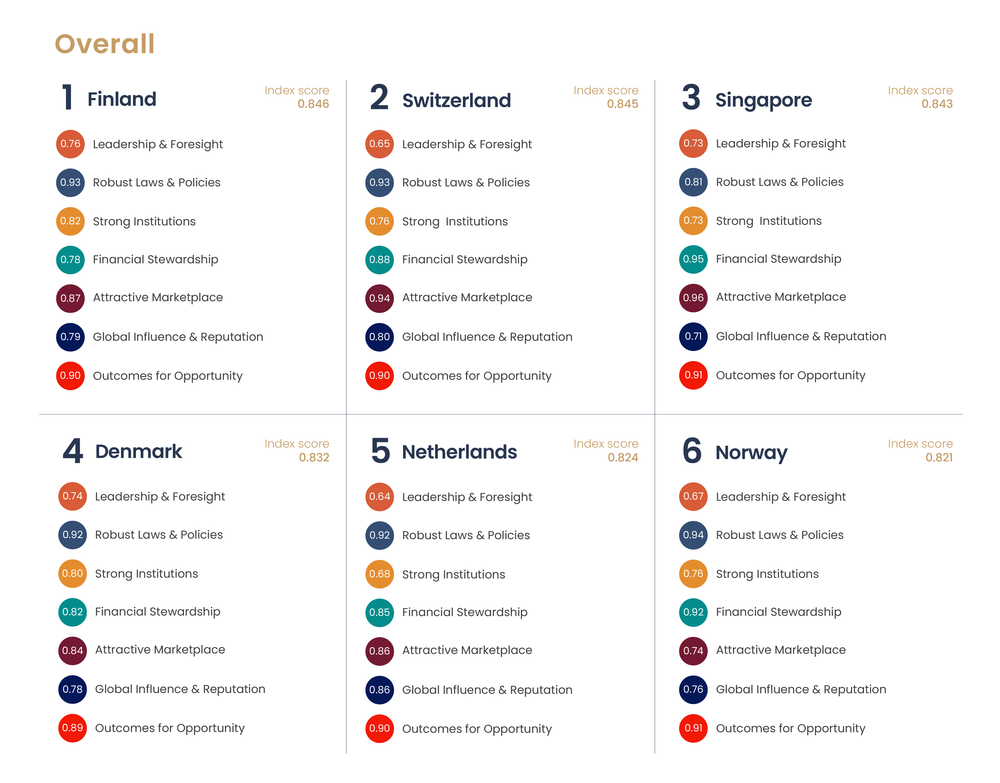 Overall
1 Finland
Index score
0.846
0.76 Leadership & Foresight
0.93 Robust Laws & Policies
0.82 Strong Institutions
0.78 Financial Stewardship
0.87 Attractive Marketplace
0.79 Global Influence & Reputation
0.90 Outcomes for Opportunity
2 Switzerland
Index score
0.845
0.65 Leadership & Foresight
0.93 Robust Laws & Policies
0.76 Strong  Institutions
0.88 Financial Stewardship
0.94 Attractive Marketplace
0.80 Global Influence & Reputation
0.90 Outcomes for Opportunity
3 Singapore
Index score
0.843
0.73 Leadership & Foresight
0.81 Robust Laws & Policies
0.73 Strong  Institutions
0.95 Financial Stewardship
0.96 Attractive Marketplace
0.71 Global Influence & Reputation
0.91 Outcomes for Opportunity
4 Denmark
Index score
0.832
0.74 Leadership & Foresight
0.92 Robust Laws & Policies
0.80 Strong Institutions
0.82 Financial Stewardship
0.84 Attractive Marketplace
0.78 Global Influence & Reputation
0.89 Outcomes for Opportunity
5 Netherlands
Index score
0.824
0.64 Leadership & Foresight
0.92 Robust Laws & Policies
0.68 Strong Institutions
0.85 Financial Stewardship
0.86 Attractive Marketplace
0.86 Global Influence & Reputation
0.90 Outcomes for Opportunity
6 Norway
Index score
0.821
0.67 Leadership & Foresight
0.94 Robust Laws & Policies
0.76 Strong Institutions
0.92 Financial Stewardship
0.74 Attractive Marketplace
0.76 Global Influence & Reputation
0.91 Outcomes for Opportunity